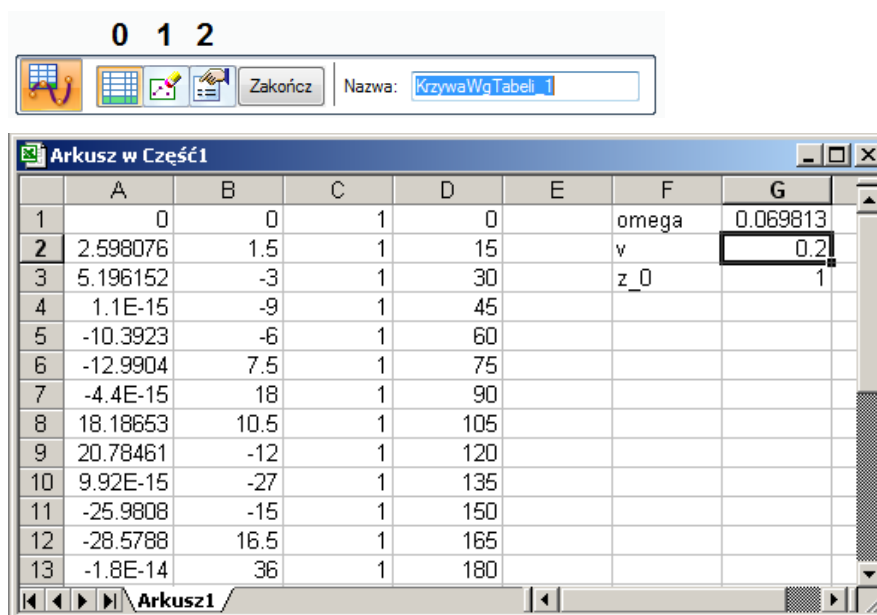 0 1 2
Zakończ Nazwa: KrzywaWgTabeli_1
Arkusz w Część1
A B C D E F G
1 0 0 1 0 omega 0.069813
2 2.598076 1.5 1 15 v 0.2
3 5.196152 -3 1 30 z_0 1
4 1.1E-15 -9 1 45
5 -10.3923 -6 1 60
6 -12.9904 7.5 1 75
7 -4.4E-15 18 1 90
8 18.18653 10.5 1 105
9 20.78461 -12 1 120
10 9.92E-15 -27 1 135
11 -25.9808 -15 1 150
12 -28.5788 16.5 1 165
13 -1.8E-14 36 1 180
Arkusz1